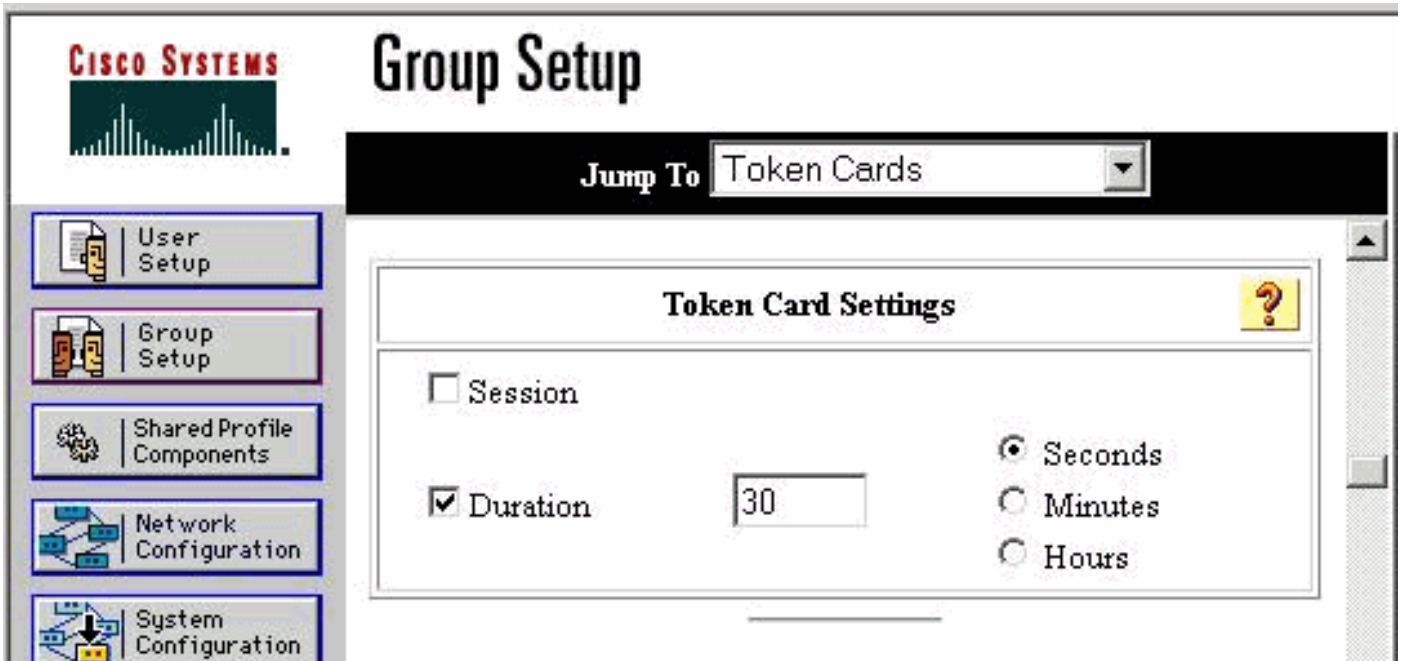 CISCO SYSTEMS
Group Setup
Jump To Token Cards
User
Setup
Group
Setup
Shared Profile
Components
Network
Configuration
System
Configuration
Token Card Settings
?
Session
Duration 30
Seconds
Minutes
Hours